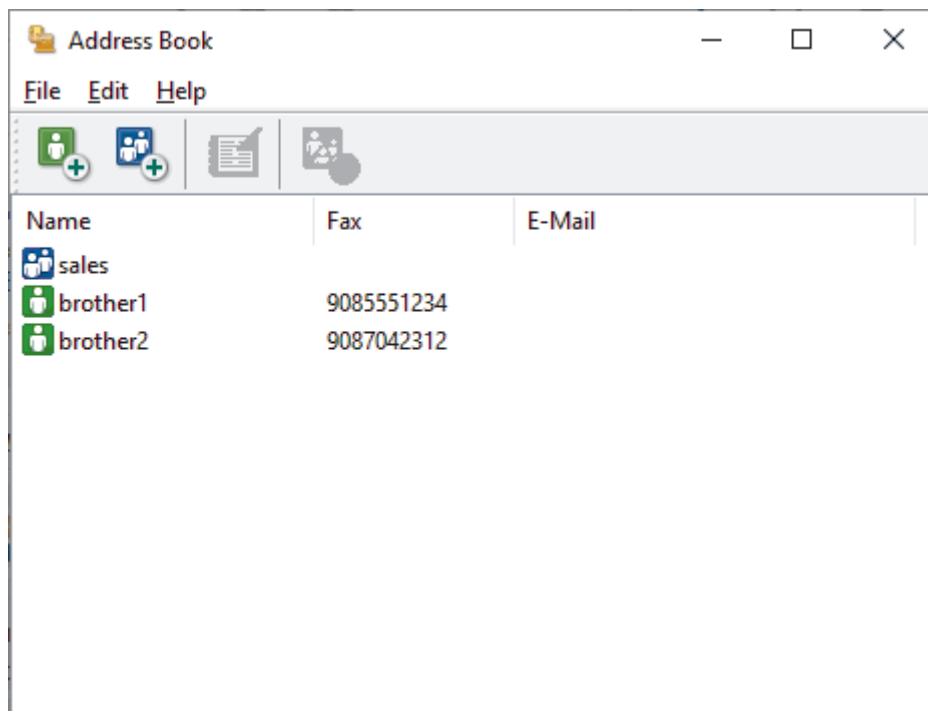 Address Book
File Edit Help
Name Fax E-Mail
sales
brother1 9085551234
brother2 9087042312